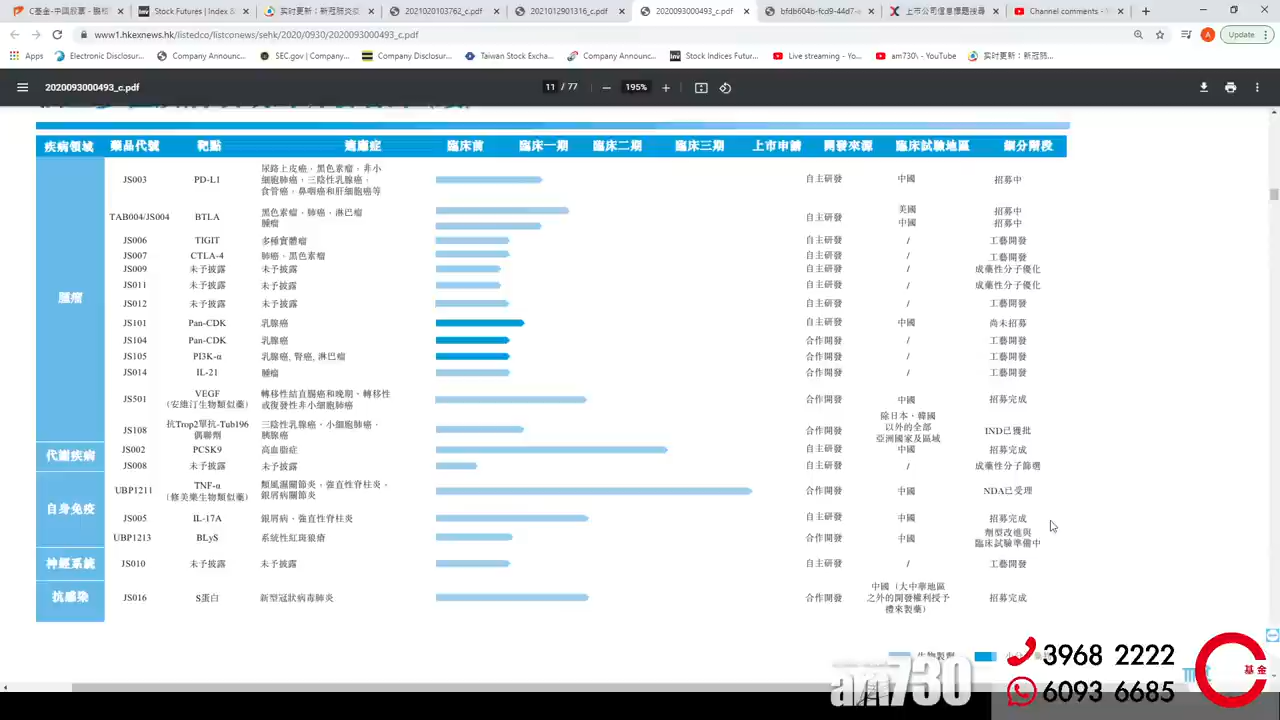 C基金-中國股票 - 腫核
Stock Futures | Index &
实时更新：新冠肺炎疫
2021020103762_c.pdf
2021012901316_c.pdf
2020093000493_c.pdf
bfdb604b-fcd9-44d7-e
上市公司信息標題搜尋
Channel comments - Y
www1.hkexnews.hk/listedco/listconews/sehk/2020/0930/2020093000493_c.pdf
A
Update
Apps
Electronic Disclosur...
Company Announc...
SEC.gov | Company...
Company Disclosur...
Taiwan Stock Excha...
Company Announc...
Stock Indices Futur...
Live streaming - Yo...
am730 - YouTube
实时更新：新冠肺...
2020093000493_c.pdf
11 / 77
195%
疾病領域 藥品代號 靶點 適應症 臨床前 臨床一期 臨床二期 臨床三期 上市申請 開發來源 臨床試驗地區 細分階段
腫瘤
JS003 PD-L1 尿路上皮癌、黑色素瘤、非小
細胞肺癌、三陰性乳腺癌、
食管癌、鼻咽癌和肝細胞癌等
自主研發 中國 招募中
TAB004/JS004 BTLA 黑色素瘤、肺癌、淋巴瘤
腫瘤
自主研發
美國 招募中
中國 招募中
JS006 TIGIT 多種實體瘤 自主研發 / 工藝開發
JS007 CTLA-4 肺癌、黑色素瘤 自主研發 / 工藝開發
JS009 未予披露 未予披露 自主研發 / 成藥性分子優化
JS011 未予披露 未予披露 自主研發 / 成藥性分子優化
JS012 未予披露 未予披露 自主研發 / 工藝開發
JS101 Pan-CDK 乳腺癌 自主研發 中國 尚未招募
JS104 Pan-CDK 乳腺癌 合作開發 / 工藝開發
JS105 PI3K-α 乳腺癌, 腎癌, 淋巴瘤 合作開發 / 工藝開發
JS014 IL-21 腫瘤 合作開發 / 工藝開發
JS501 VEGF
(安維汀生物類似藥)
轉移性結直腸癌和晚期、轉移性
或復發性非小細胞肺癌
合作開發 中國 招募完成
JS108 抗Trop2單抗-Tub196
偶聯劑
三陰性乳腺癌、小細胞肺癌、
胰腺癌
合作開發
除日本、韓國
以外的全部
亞洲國家及區域
IND已獲批
代謝疾病
JS002 PCSK9 高血脂症 自主研發 中國 招募完成
JS008 未予披露 未予披露 自主研發 / 成藥性分子篩選
自身免疫
UBP1211 TNF-α
(修美樂生物類似藥)
類風濕關節炎、強直性脊柱炎、
銀屑病關節炎
合作開發 中國 NDA已受理
JS005 IL-17A 銀屑病、強直性脊柱炎 自主研發 中國 招募完成
UBP1213 BLyS 系統性紅斑狼瘡 合作開發 中國 劑型改進與
臨床試驗準備中
神經系統
JS010 未予披露 未予披露 自主研發 / 工藝開發
抗感染
JS016 S蛋白 新型冠狀病毒肺炎 合作開發
中國（大中華地區
之外的開發權利授予
禮來製藥）
招募完成
生物製劑
am730
3968 2222
6093 6685
基金